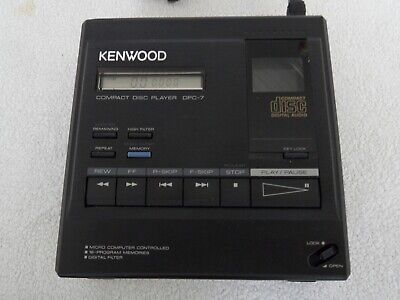 KENWOOD
COMPACT DISC PLAYER DPC-7
COMPACT
disc
DIGITAL AUDIO
REMAINING HIGH FILTER
REPEAT MEMORY
KEY LOCK
REW FF R-SKIP F-SKIP STOP PLAY/PAUSE
■ MICRO COMPUTER CONTROLLED
■ 16-PROGRAM MEMORIES
■ DIGITAL FILTER
LOCK
OPEN